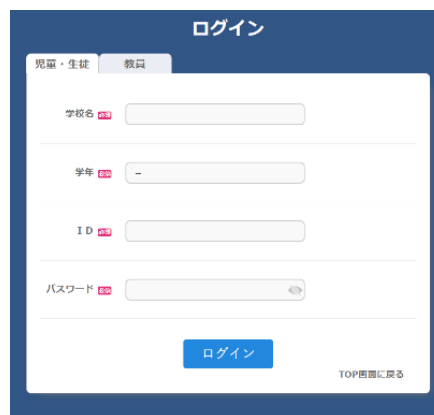 ログイン
児童・生徒
教員
学校名 必須
学年 必須
–
ＩＤ 必須
パスワード 必須
ログイン
TOP画面に戻る